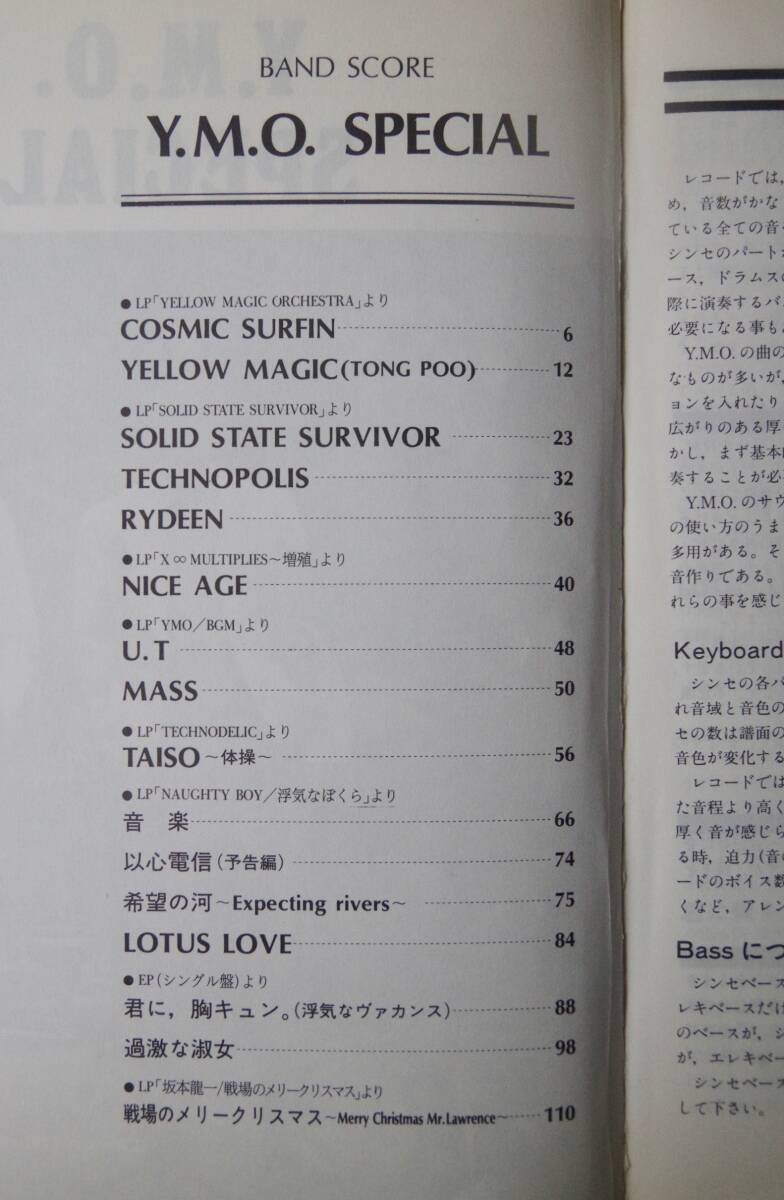 BAND SCORE
Y.M.O. SPECIAL
● LP「YELLOW MAGIC ORCHESTRA」より
COSMIC SURFIN 6
YELLOW MAGIC(TONG POO) 12
● LP「SOLID STATE SURVIVOR」より
SOLID STATE SURVIVOR 23
TECHNOPOLIS 32
RYDEEN 36
● LP「X∞MULTIPLIES〜増殖」より
NICE AGE 40
● LP「YMO/BGM」より
U.T 48
MASS 50
● LP「TECHNODELIC」より
TAISO〜体操〜 56
● LP「NAUGHTY BOY/浮気なぼくら」より
音 楽 66
以心電信(予告編) 74
希望の河〜Expecting rivers〜 75
LOTUS LOVE 84
● EP(シングル盤)より
君に，胸キュン。(浮気なヴァカンス) 88
過激な淑女 98
● LP「坂本龍一/戦場のメリークリスマス」より
戦場のメリークリスマス〜Merry Christmas Mr.Lawrence〜 110
レコードでは，
め，音数がかな
ている全ての音
シンセのパート
ース，ドラムス
際に演奏するバ
必要になる事も
Y.M.O.の曲の
なものが多いが，
ョンを入れたり
広がりのある厚
かし，まず基本
奏することが必
Y.M.O.のサウ
の使い方のうま
多用がある。そ
音作りである。
れらの事を感じ
Keyboard
シンセの各パ
れ音域と音色の
セの数は譜面の
音色が変化する
レコードでは
た音程より高く
厚く音が感じら
る時，迫力(音
ードのボイス数
くなど，アレン
Bassにつ
シンセベース
レキベースだけ
のベースが，シ
が，エレキベー
シンセベース
して下さい。